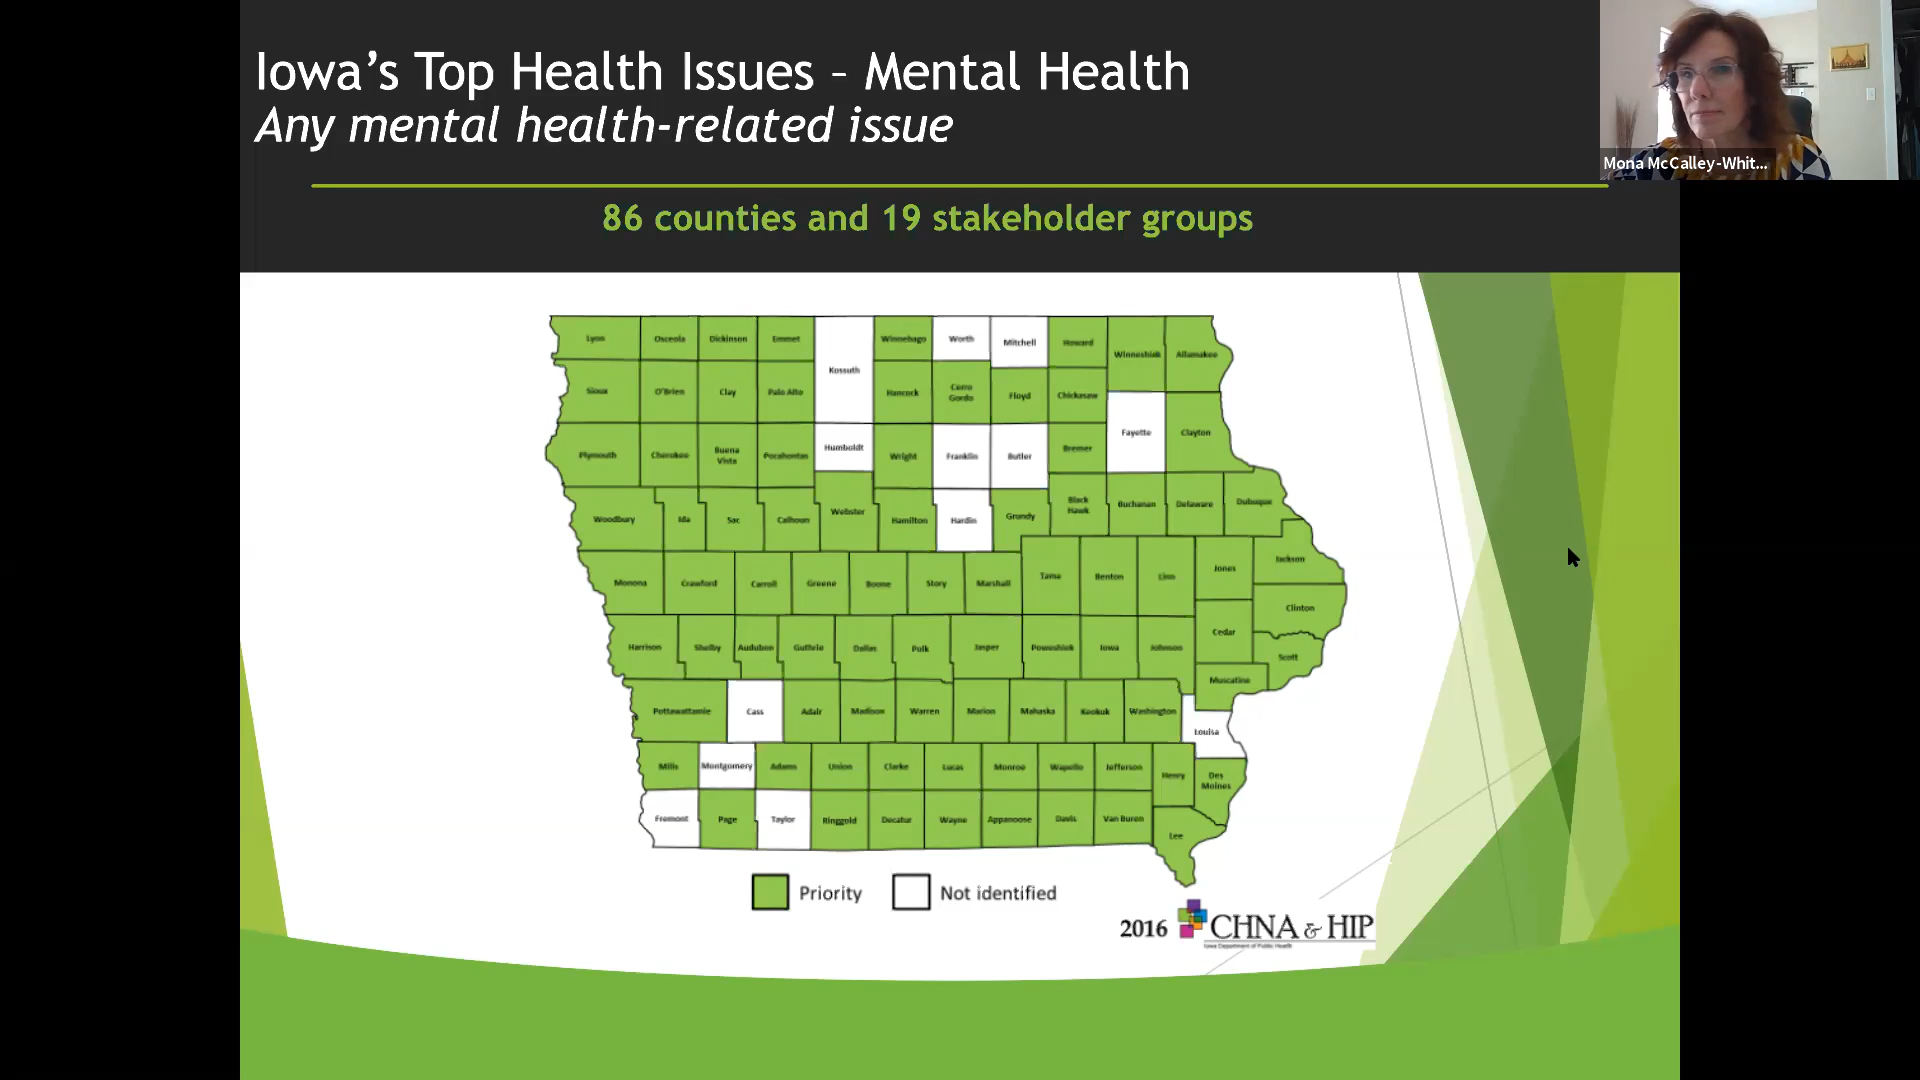 Iowa’s Top Health Issues – Mental Health
Any mental health-related issue
Mona McCalley-Whit...
86 counties and 19 stakeholder groups
Lyon Osceola Dickinson Emmet Kossuth Winnebago Worth Mitchell Howard Winneshiek Allamakee
Sioux O'Brien Clay Palo Alto Hancock Cerro Gordo Floyd Chickasaw
Plymouth Cherokee Buena Vista Pocahontas Humboldt Wright Franklin Butler Bremer Fayette Clayton
Woodbury Ida Sac Calhoun Webster Hamilton Hardin Grundy Black Hawk Buchanan Delaware Dubuque
Monona Crawford Carroll Greene Boone Story Marshall Tama Benton Linn Jones Jackson
Clinton
Harrison Shelby Audubon Guthrie Dallas Polk Jasper Poweshiek Iowa Johnson Cedar Scott
Muscatine
Pottawattamie Cass Adair Madison Warren Marion Mahaska Keokuk Washington Louisa
Mills Montgomery Adams Union Clarke Lucas Monroe Wapello Jefferson Henry Des Moines
Fremont Page Taylor Ringgold Decatur Wayne Appanoose Davis Van Buren Lee
Priority Not identified
2016 CHNA & HIP
Iowa Department of Public Health